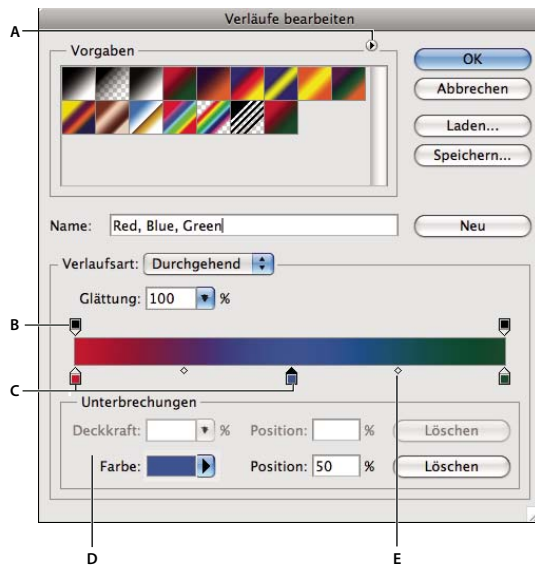 Verläufe bearbeiten
A
Vorgaben
OK
Abbrechen
Laden...
Speichern...
Name: Red, Blue, Green
Neu
Verlaufsart: Durchgehend
Glättung: 100 %
B
C
Unterbrechungen
Deckkraft: % Position: % Löschen
Farbe: Position: 50 % Löschen
D E